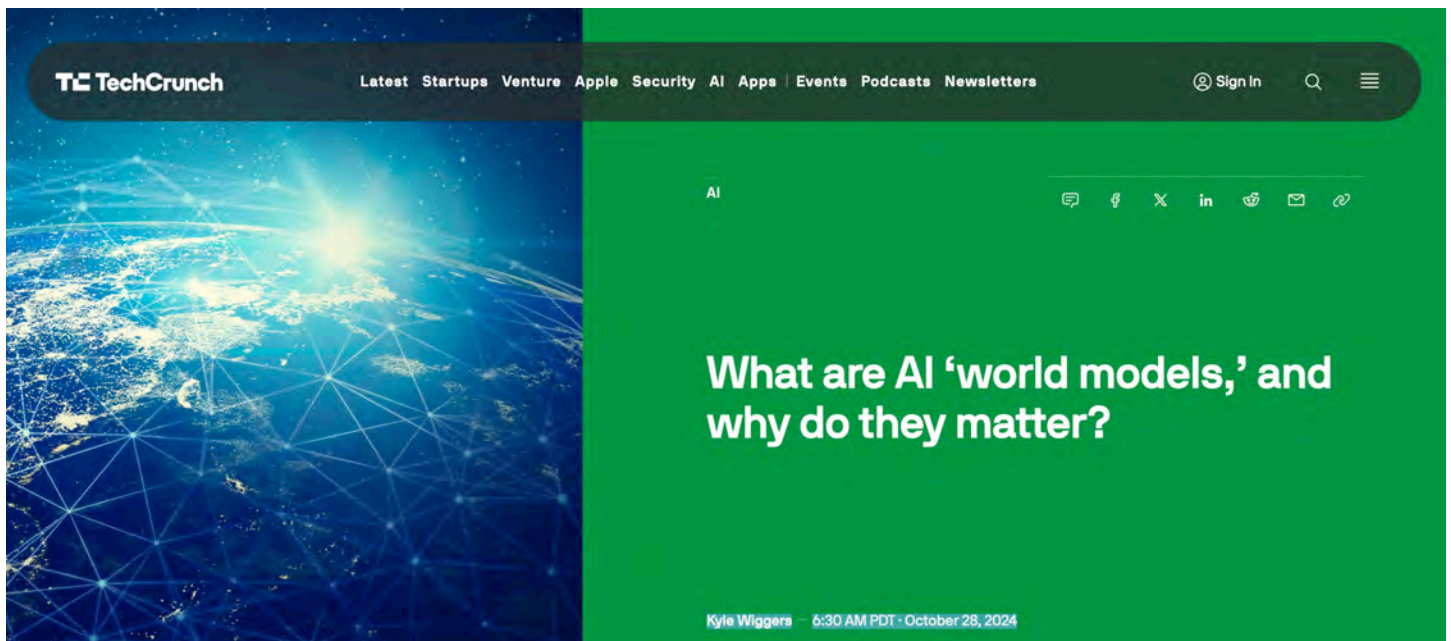 TechCrunch
Latest Startups Venture Apple Security AI Apps | Events Podcasts Newsletters
Sign In
AI
What are AI ‘world models,’ and
why do they matter?
Kyle Wiggers — 6:30 AM PDT · October 28, 2024